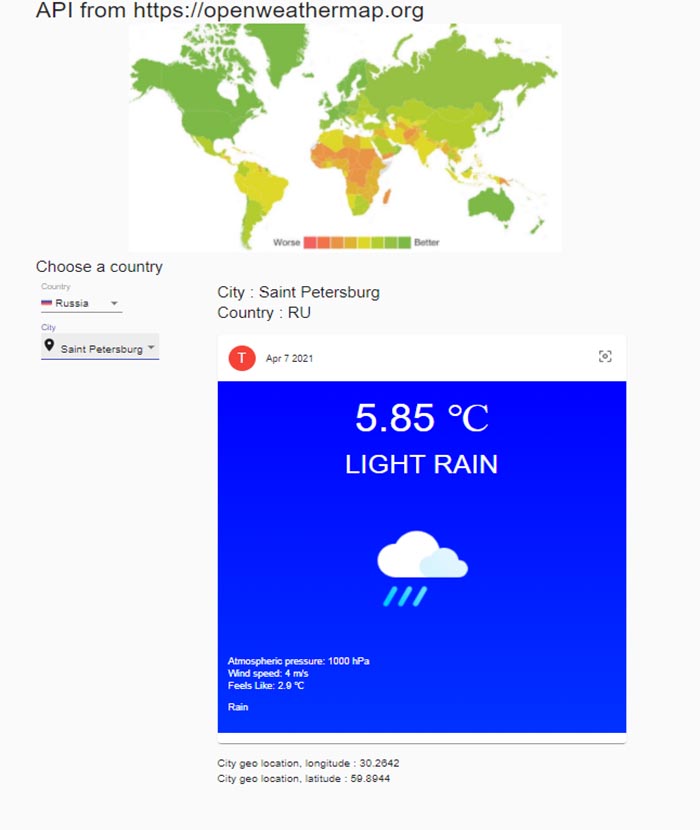 API from https://openweathermap.org
Worse Better
Choose a country
Country
Russia
City
Saint Petersburg
City : Saint Petersburg
Country : RU
T Apr 7 2021
5.85 °C
LIGHT RAIN
Atmospheric pressure: 1000 hPa
Wind speed: 4 m/s
Feels Like: 2.9 °C
Rain
City geo location, longitude : 30.2642
City geo location, latitude : 59.8944